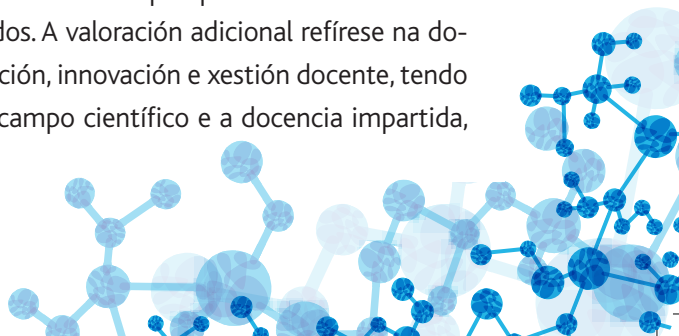 dos. A valoración adicional refírese na do-
ción, innovación e xestión docente, tendo
campo científico e a docencia impartida,